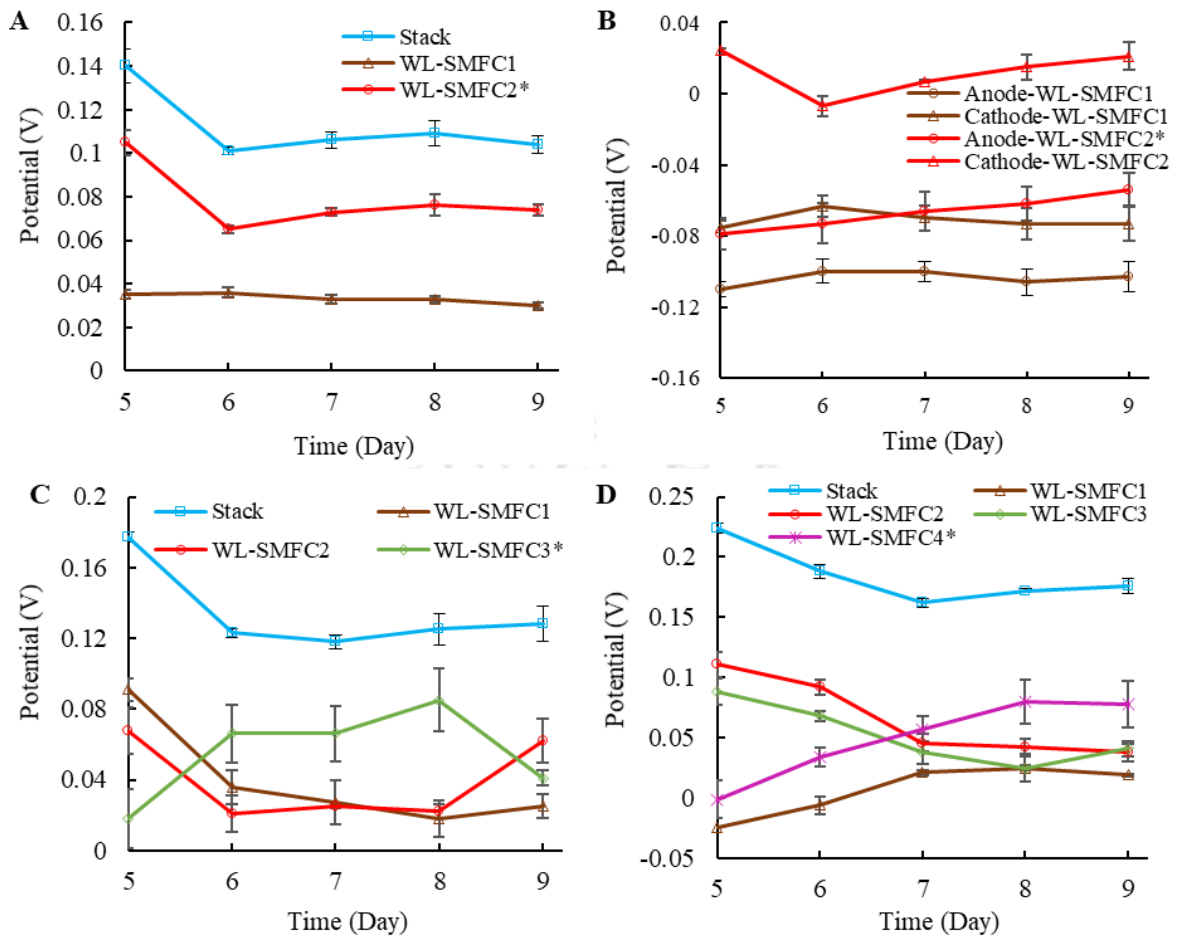 A
Potential (V)
0.16
0.14
0.12
0.1
0.08
0.06
0.04
0.02
0
Stack
WL-SMFC1
WL-SMFC2*
5 6 7 8 9
Time (Day)
B
Potential (V)
0.04
0
-0.04
-0.08
-0.12
-0.16
Anode-WL-SMFC1
Cathode-WL-SMFC1
Anode-WL-SMFC2*
Cathode-WL-SMFC2
5 6 7 8 9
Time (Day)
C
Potential (V)
0.2
0.16
0.12
0.08
0.04
0
Stack WL-SMFC1
WL-SMFC2 WL-SMFC3*
5 6 7 8 9
Time (Day)
D
Potential (V)
0.25
0.2
0.15
0.1
0.05
0
-0.05
Stack WL-SMFC1
WL-SMFC2 WL-SMFC3
WL-SMFC4*
5 6 7 8 9
Time (Day)